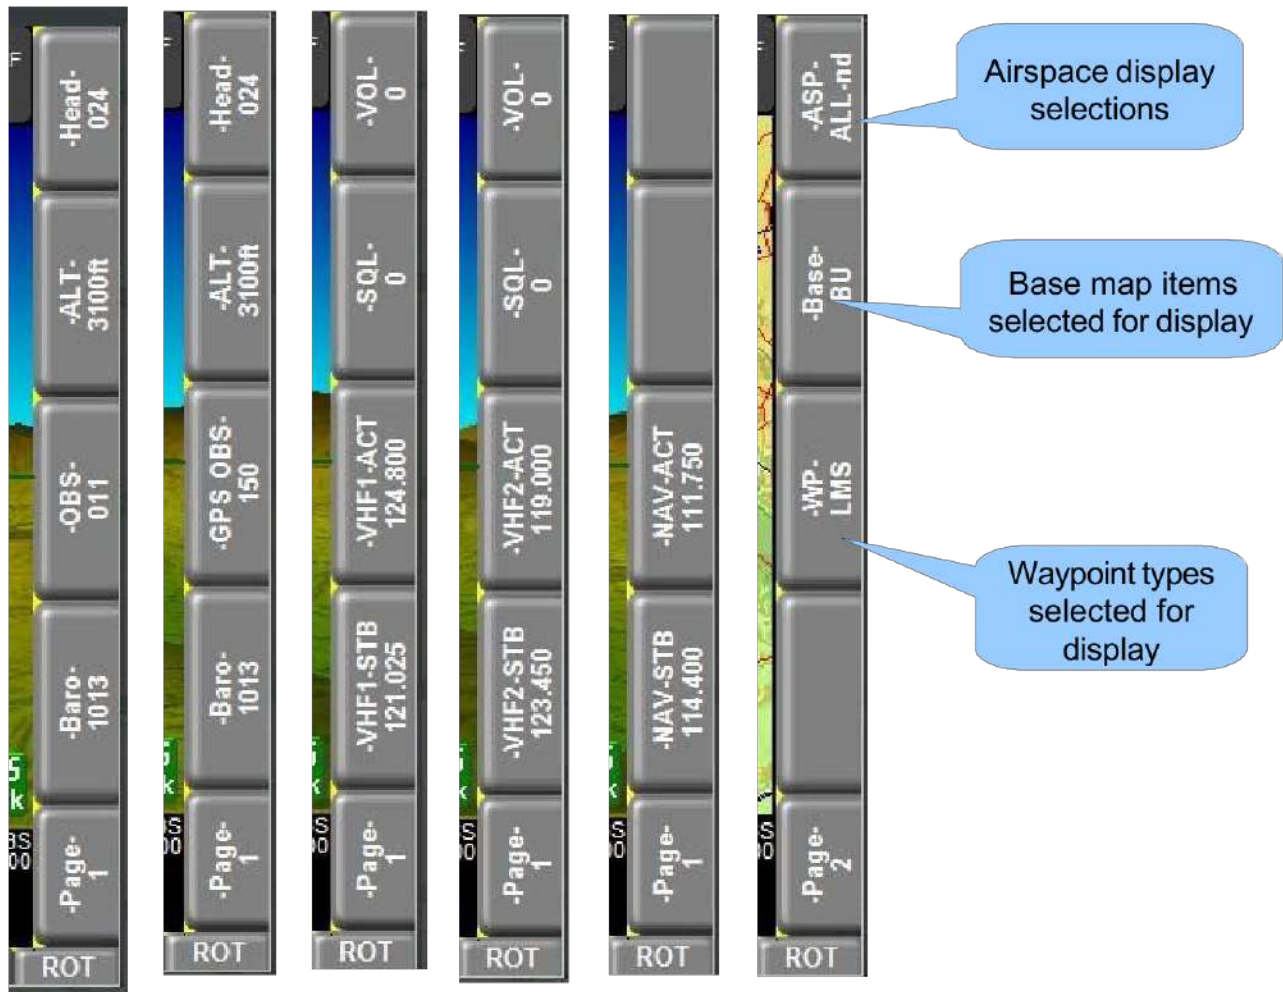 F
-Head-
024
-ALT-
3100ft
-OBS-
011
-Baro-
1013
-Page-
1
ROT
-Head-
024
-ALT-
3100ft
-GPS OBS-
150
-Baro-
1013
-Page-
1
ROT
-VOL-
0
-SQL-
0
-VHF1-ACT
124.800
-VHF1-STB
121.025
-Page-
1
ROT
-VOL-
0
-SQL-
0
-VHF2-ACT
119.000
-VHF2-STB
123.450
-Page-
1
ROT
-NAV-ACT
111.750
-NAV-STB
114.400
-Page-
1
ROT
-ASP-
ALL-nd
-Base-
BU
-WP-
LMS
-Page-
2
ROT
Airspace display
selections
Base map items
selected for display
Waypoint types
selected for
display